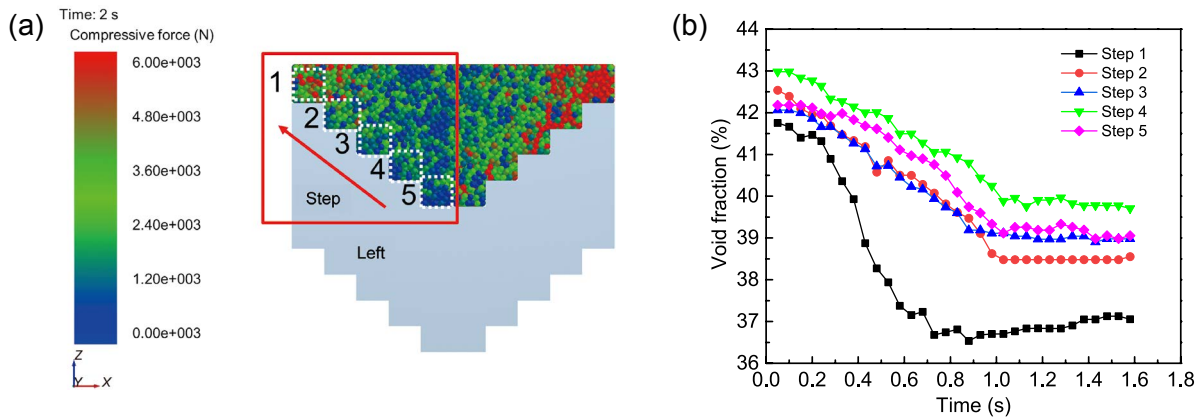 (a)
Time: 2 s
Compressive force (N)
6.00e+003
4.80e+003
3.60e+003
2.40e+003
1.20e+003
0.00e+003
Z
Y
X
1
2
3
4
5
Step
Left
(b)
Void fraction (%)
43
42
41
40
39
38
37
36
Step 1
Step 2
Step 3
Step 4
Step 5
0.0 0.2 0.4 0.6 0.8 1.0 1.2 1.4 1.6 1.8
Time (s)